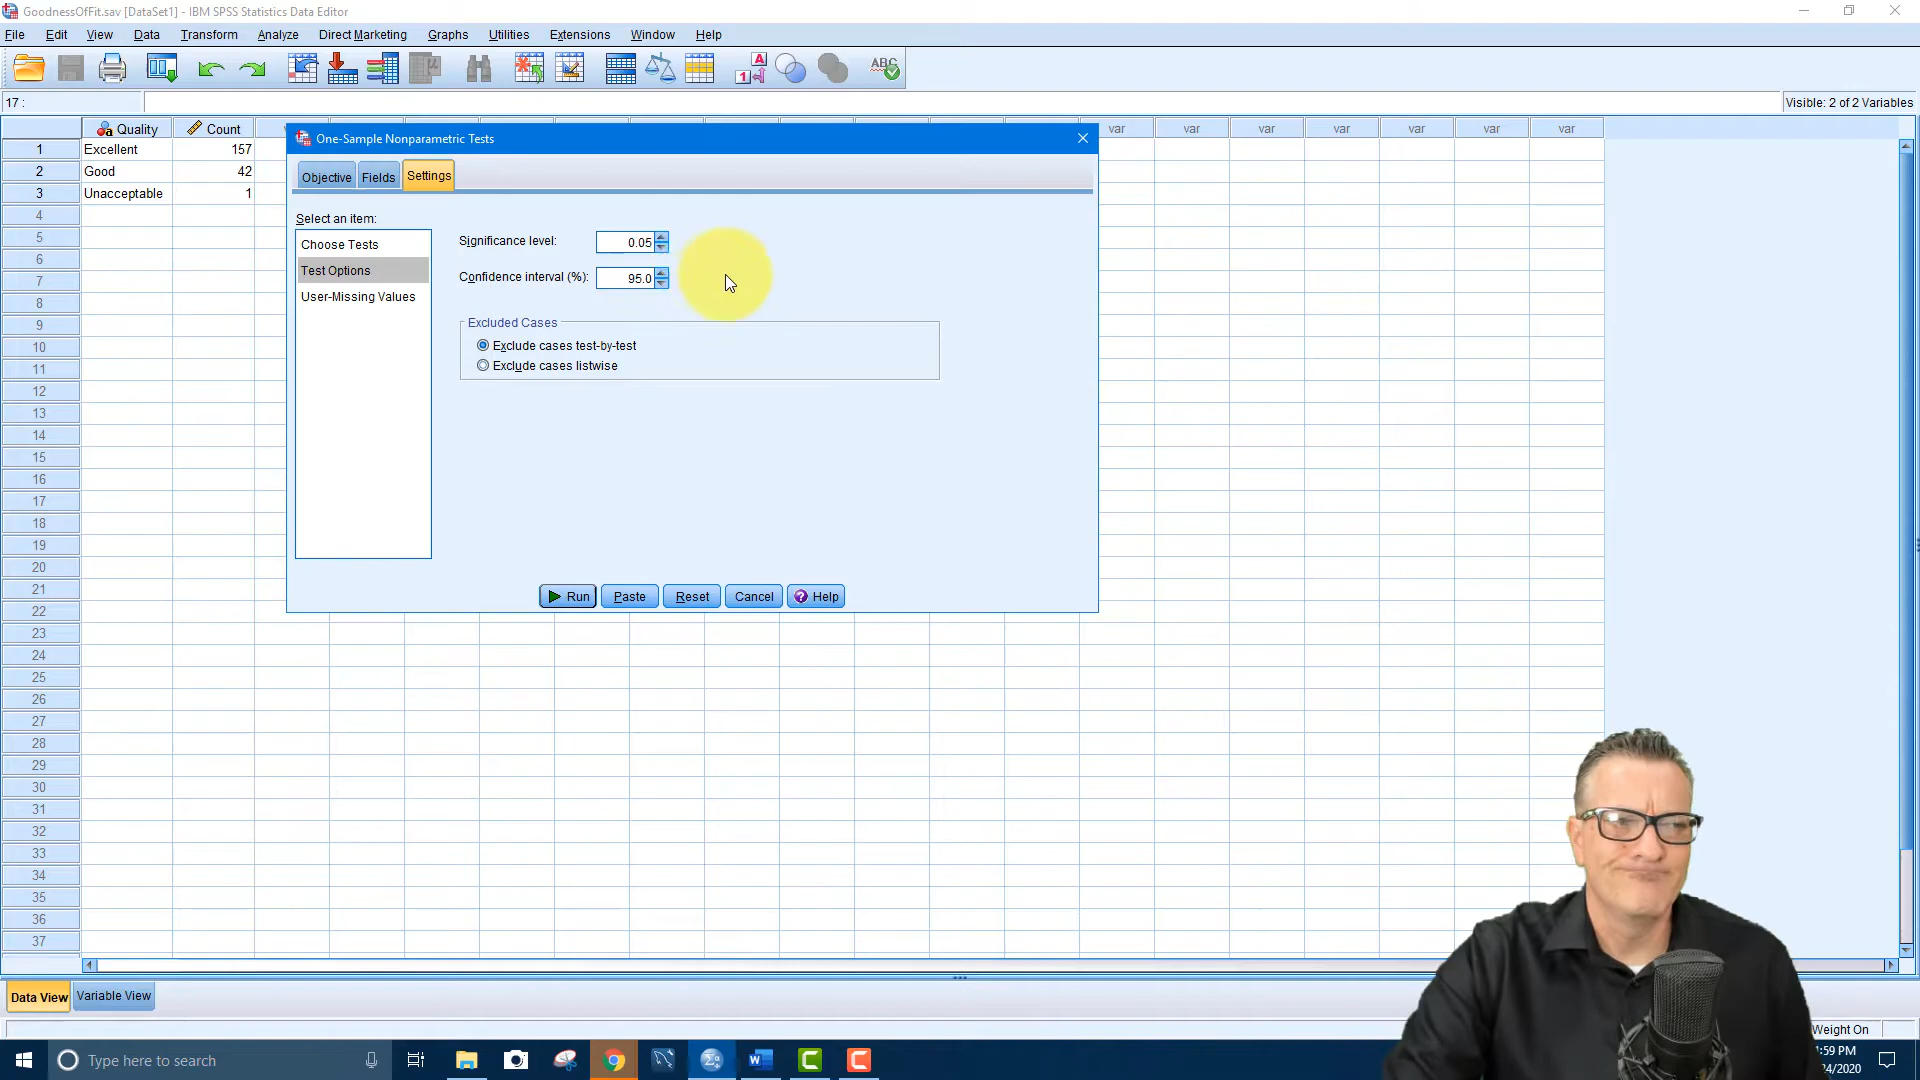 GoodnessOfFit.sav [DataSet1] - IBM SPSS Statistics Data Editor
File Edit View Data Transform Analyze Direct Marketing Graphs Utilities Extensions Window Help
17 :
Visible: 2 of 2 Variables
Quality Count
var var var var var var var
1 Excellent 157
2 Good 42
3 Unacceptable 1
4
5
6
7
8
9
10
11
12
13
14
15
16
17
18
19
20
21
22
23
24
25
26
27
28
29
30
31
32
33
34
35
36
37
One-Sample Nonparametric Tests
Objective Fields Settings
Select an item:
Choose Tests
Test Options
User-Missing Values
Significance level: 0.05
Confidence interval (%): 95.0
Excluded Cases
Exclude cases test-by-test
Exclude cases listwise
Run Paste Reset Cancel Help
Data View Variable View
Weight On
Type here to search
:59 PM
/24/2020